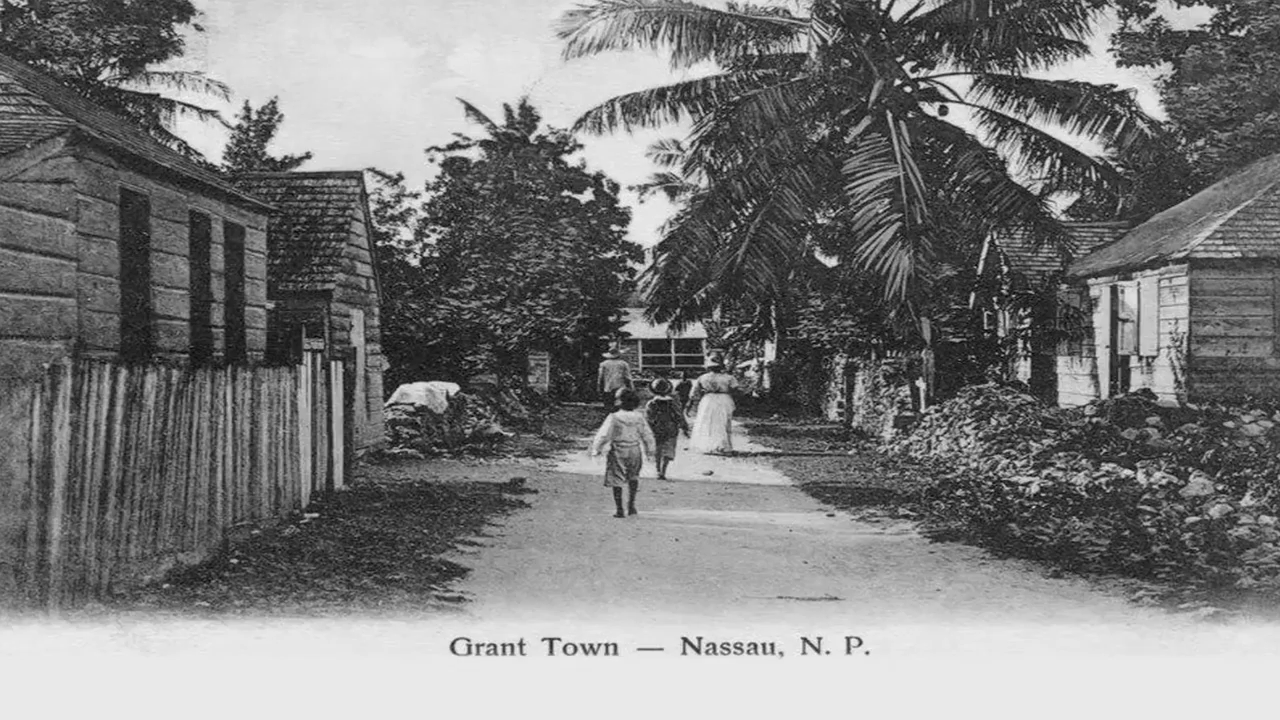 Grant Town — Nassau, N. P.